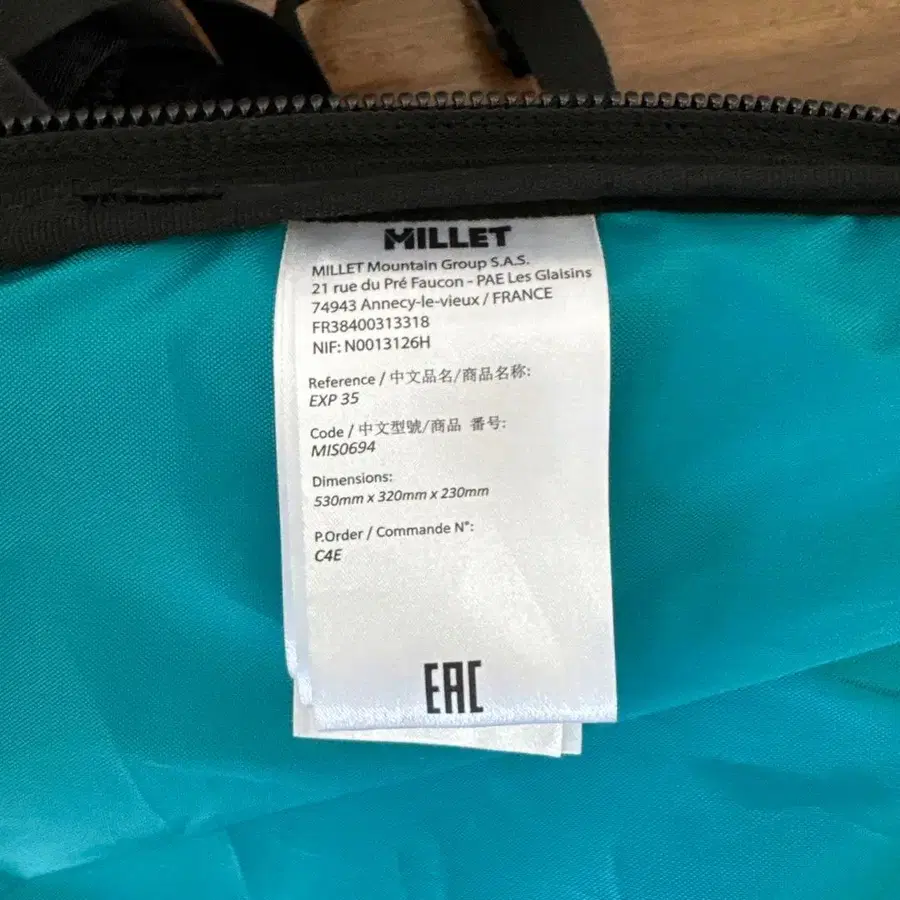 MILLET
MILLET Mountain Group S.A.S.
21 rue du Pré Faucon - PAE Les Glaisins
74943 Annecy-le-vieux / FRANCE
FR38400313318
NIF: N0013126H
Reference / 中文品名/商品名称:
EXP 35
Code / 中文型號/商品 番号:
MIS0694
Dimensions:
530mm x 320mm x 230mm
P.Order / Commande N°:
C4E
EAC